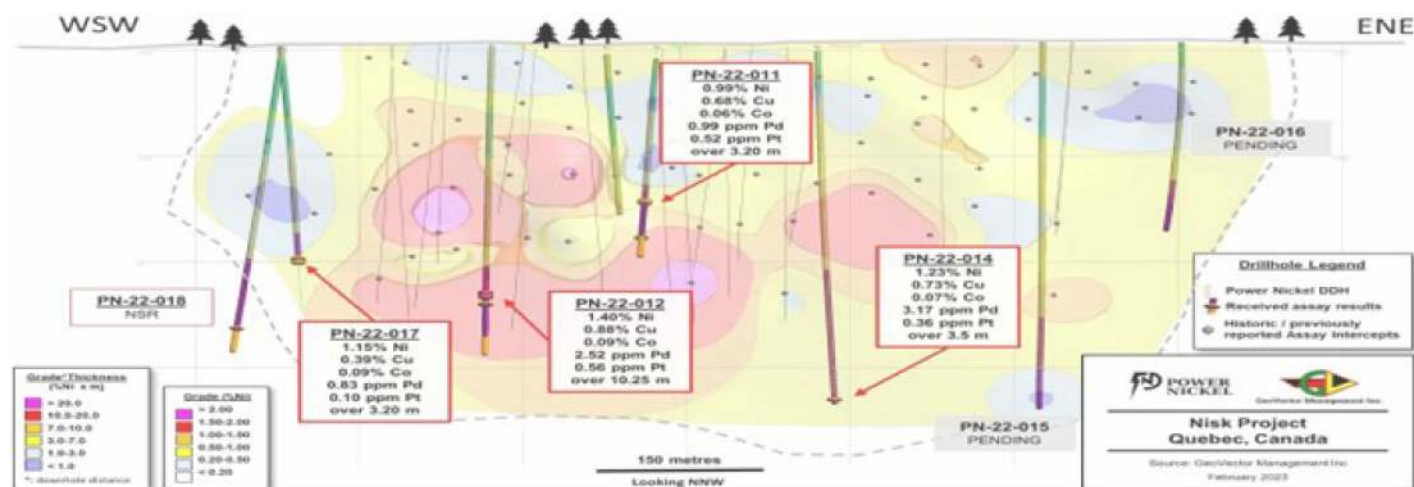 WSW
ENE
PN-22-011
0.99% Ni
0.68% Cu
0.06% Co
0.99 ppm Pd
0.52 ppm Pt
over 3.20 m
PN-22-016
PENDING
PN-22-014
1.23% Ni
0.73% Cu
0.07% Co
3.17 ppm Pd
0.36 ppm Pt
over 3.5 m
PN-22-018
NSR
PN-22-017
1.15% Ni
0.39% Cu
0.09% Co
0.83 ppm Pd
0.10 ppm Pt
over 3.20 m
PN-22-012
1.40% Ni
0.88% Cu
0.09% Co
2.52 ppm Pd
0.56 ppm Pt
over 10.25 m
PN-22-015
PENDING
Drillhole Legend
Power Nickel DDH
Received assay results
Historic / previously
reported Assay Intercepts
Grade*Thickness
(%Ni x m)
> 20.0
10.0-20.0
7.0-10.0
3.0-7.0
1.0-3.0
< 1.0
*: downhole distance
Grade (%Ni)
> 2.00
1.50-2.00
1.00-1.50
0.50-1.00
0.20-0.50
< 0.20
150 metres
Looking NNW
POWER
NICKEL
GeoVector Management Inc.
Nisk Project
Quebec, Canada
Source: GeoVector Management Inc
February 2023